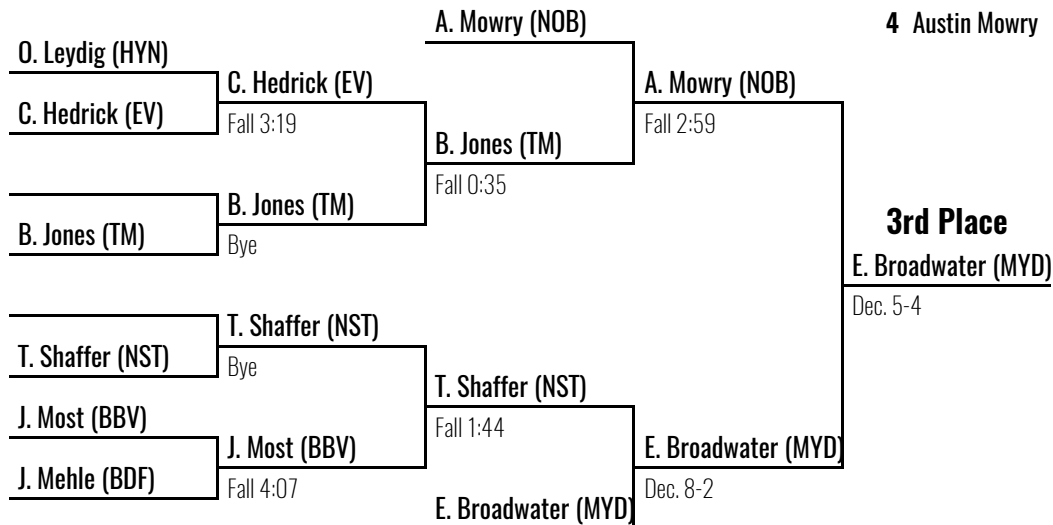 A. Mowry (NOB)
4 Austin Mowry
O. Leydig (HYN)
C. Hedrick (EV)
A. Mowry (NOB)
C. Hedrick (EV)
Fall 3:19
Fall 2:59
B. Jones (TM)
Fall 0:35
B. Jones (TM)
3rd Place
B. Jones (TM)
Bye
E. Broadwater (MYD)
Dec. 5-4
T. Shaffer (NST)
T. Shaffer (NST)
Bye
T. Shaffer (NST)
J. Most (BBV)
Fall 1:44
J. Most (BBV)
E. Broadwater (MYD)
J. Mehle (BDF)
Fall 4:07
Dec. 8-2
E. Broadwater (MYD)